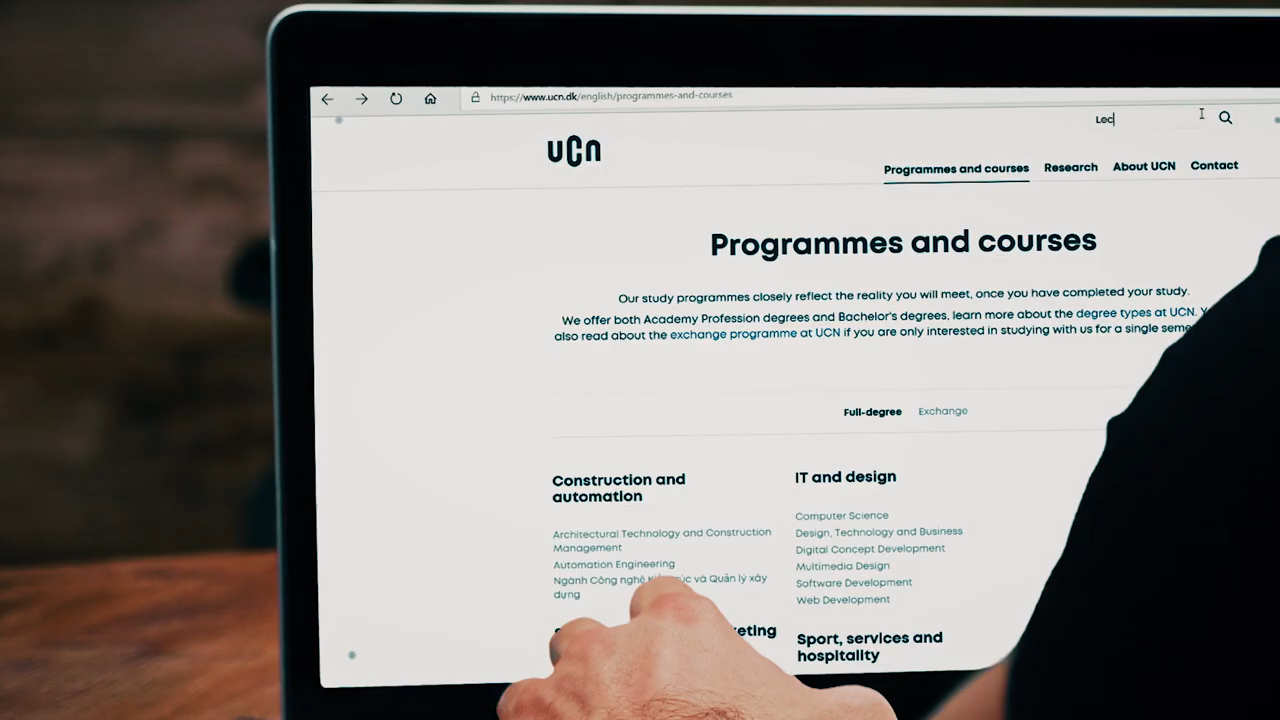 https://www.ucn.dk/english/programmes-and-courses
Lec
ucn
Programmes and courses Research About UCN Contact
Programmes and courses
Our study programmes closely reflect the reality you will meet, once you have completed your study.
We offer both Academy Profession degrees and Bachelor's degrees, learn more about the degree types at UCN.
also read about the exchange programme at UCN if you are only interested in studying with us for a single
Full-degree Exchange
Construction and
automation
Architectural Technology and Construction
Management
Automation Engineering
Ngành Công nghệ và Quản lý xây
dựng
IT and design
Computer Science
Design, Technology and Business
Digital Concept Development
Multimedia Design
Software Development
Web Development
Sport, services and
hospitality